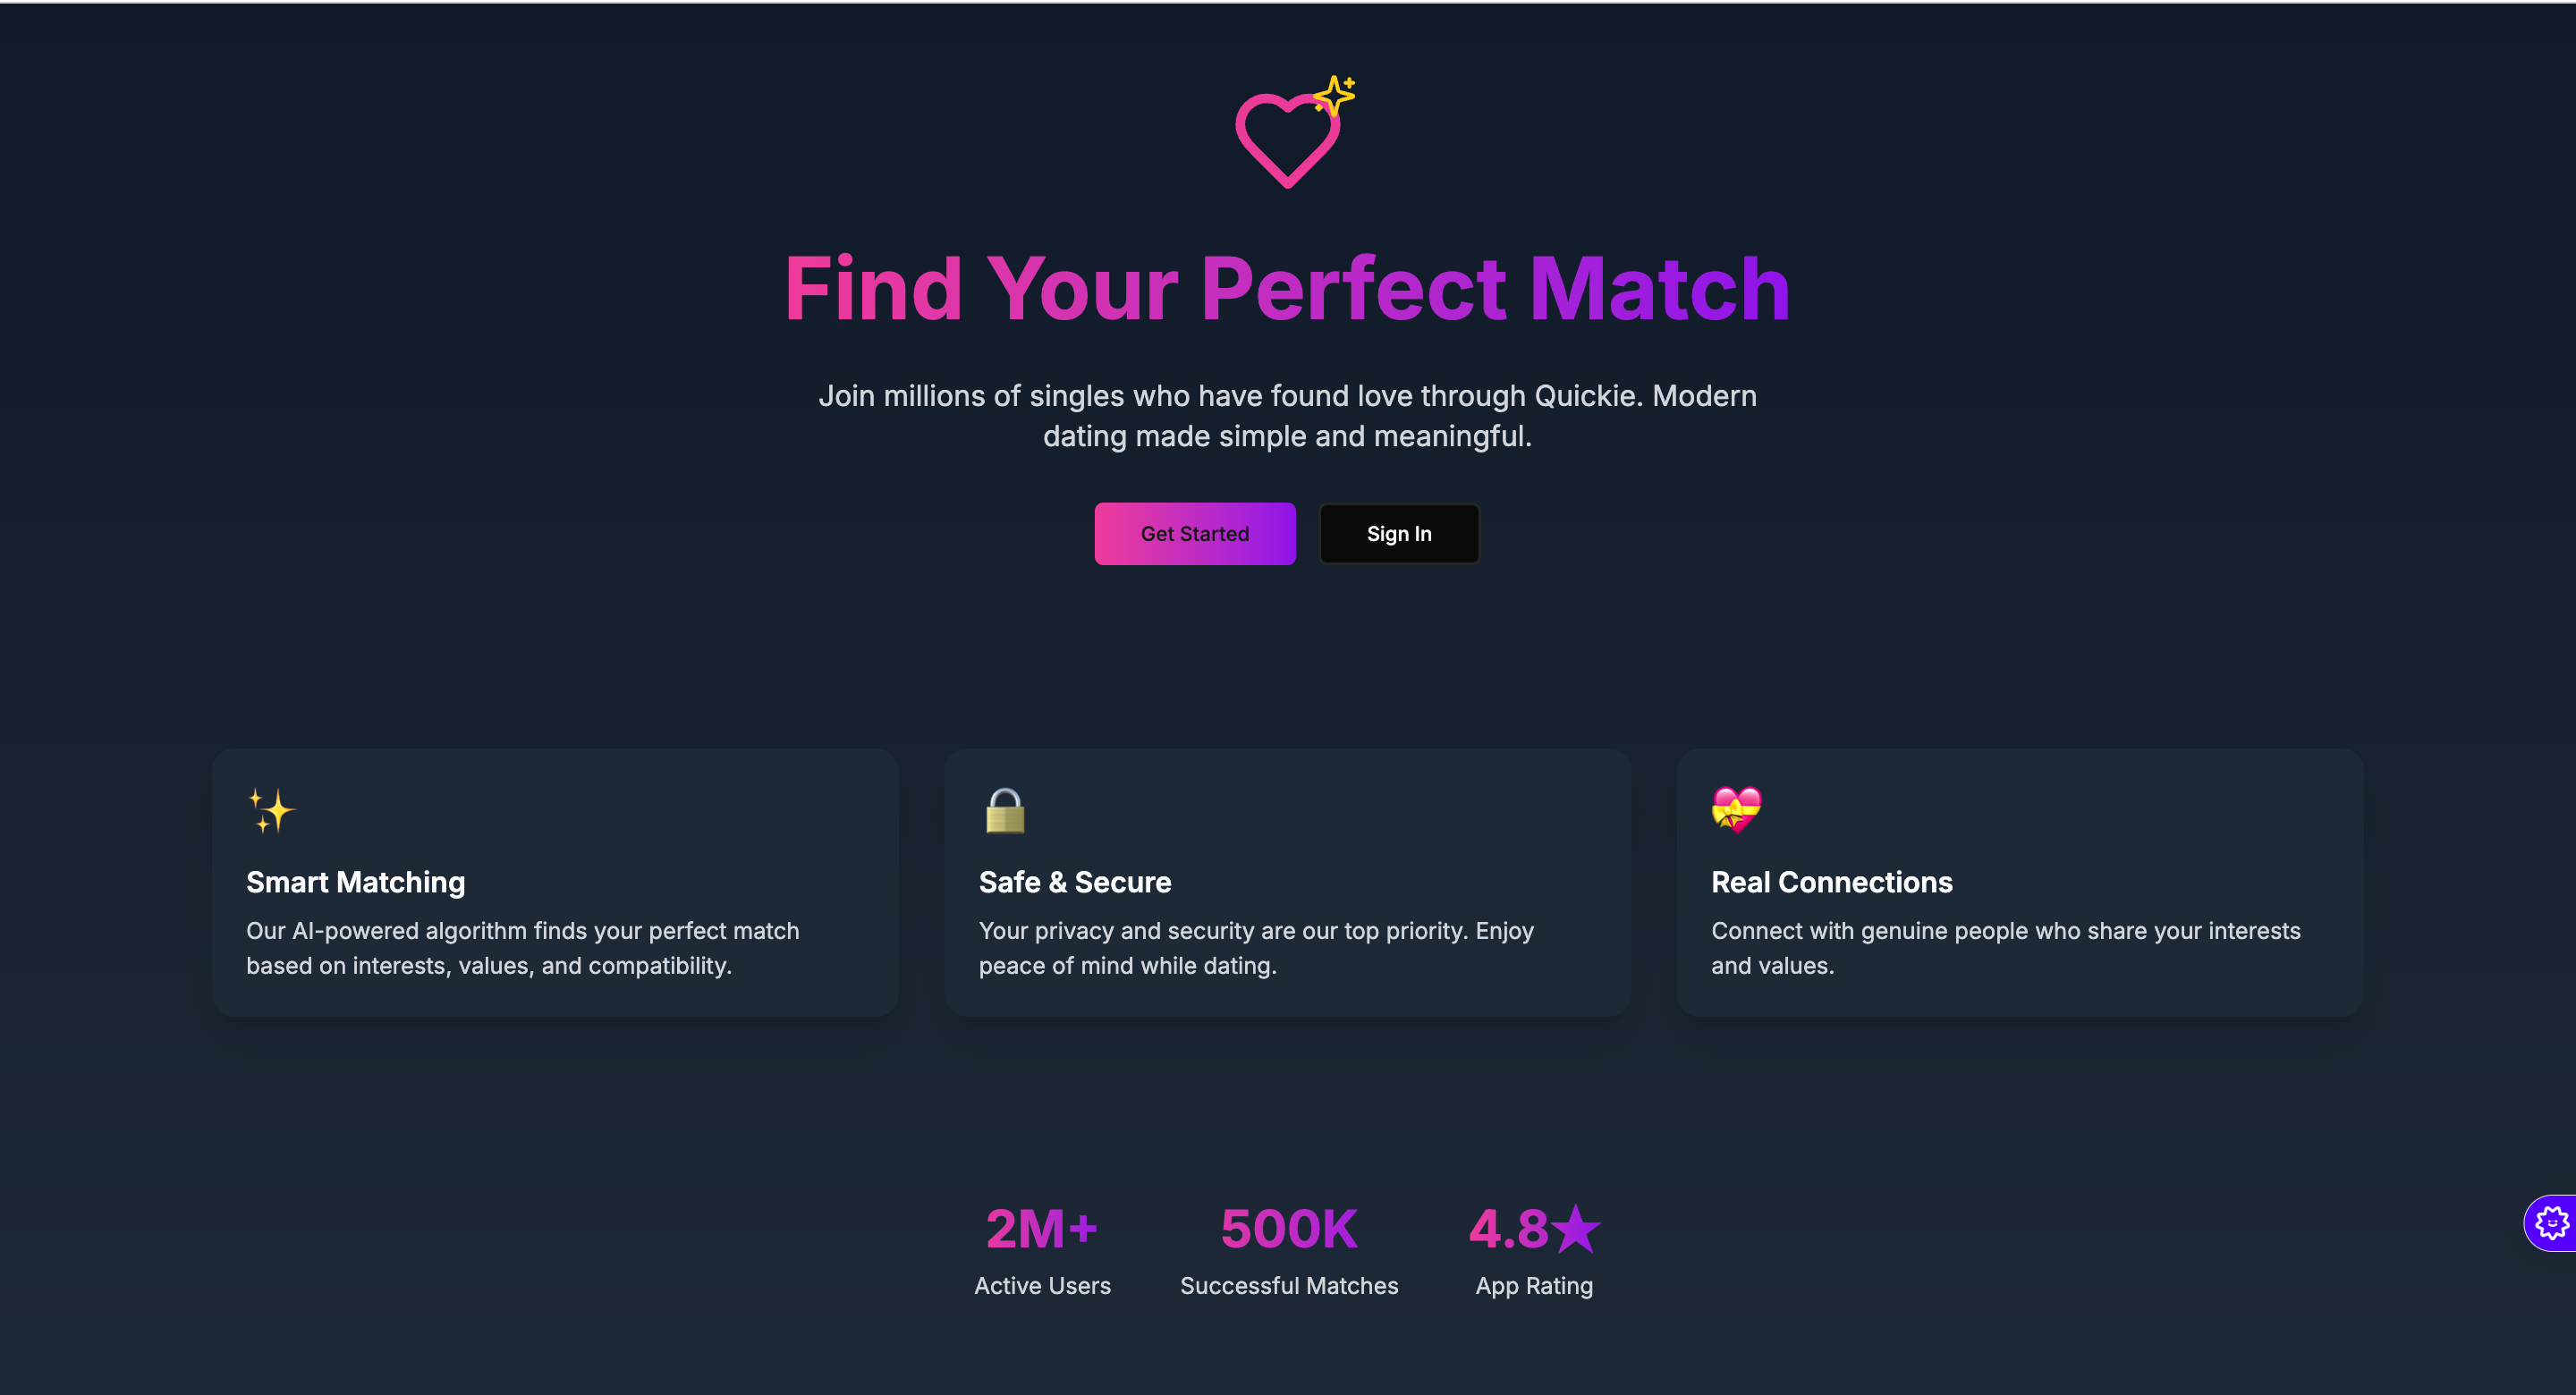 Find Your Perfect Match
Join millions of singles who have found love through Quickie. Modern
dating made simple and meaningful.
Get Started
Sign In
Smart Matching
Our AI-powered algorithm finds your perfect match
based on interests, values, and compatibility.
Safe & Secure
Your privacy and security are our top priority. Enjoy
peace of mind while dating.
Real Connections
Connect with genuine people who share your interests
and values.
2M+
Active Users
500K
Successful Matches
4.8★
App Rating